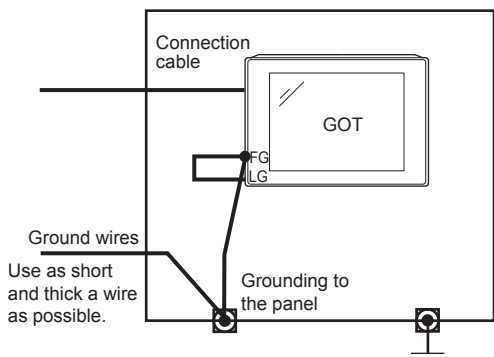 Connection
cable
GOT
FG
LG
Ground wires
Use as short
and thick a wire
as possible.
Grounding to
the panel